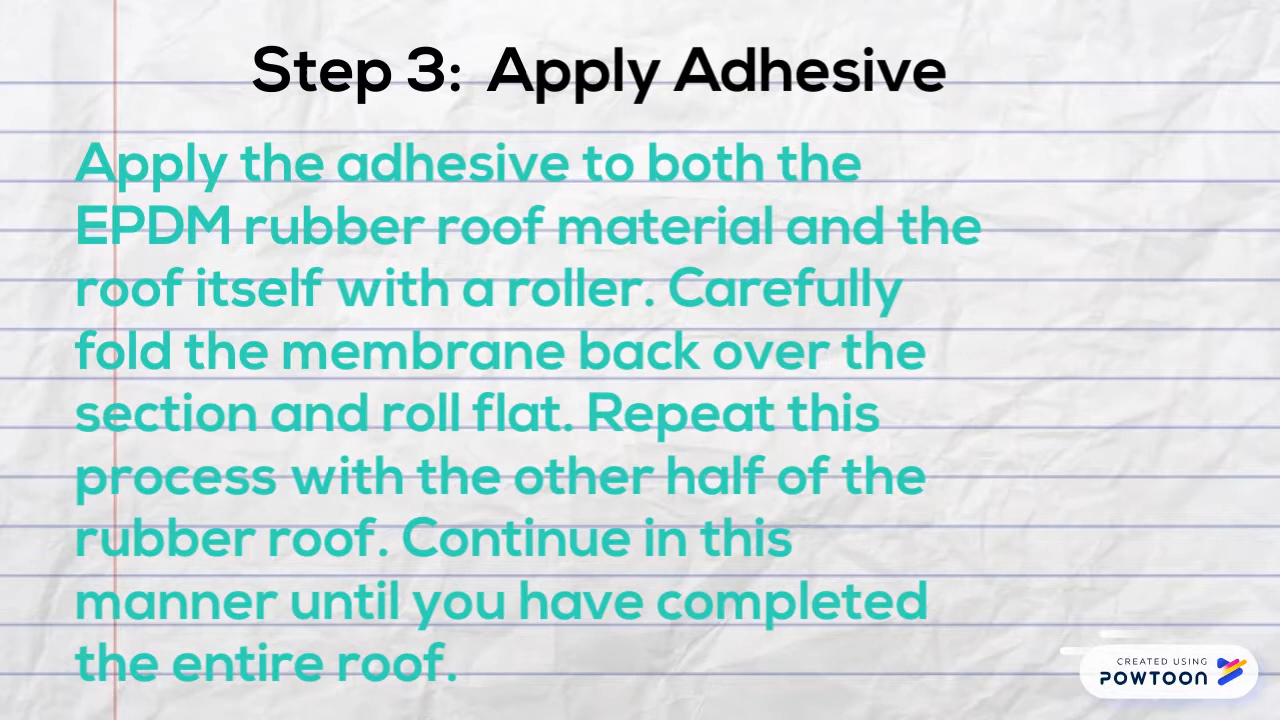 Step 3:  Apply Adhesive
Apply the adhesive to both the
EPDM rubber roof material and the
roof itself with a roller. Carefully
fold the membrane back over the
section and roll flat. Repeat this
process with the other half of the
rubber roof. Continue in this
manner until you have completed
the entire roof.
CREATED USING
POWTOON